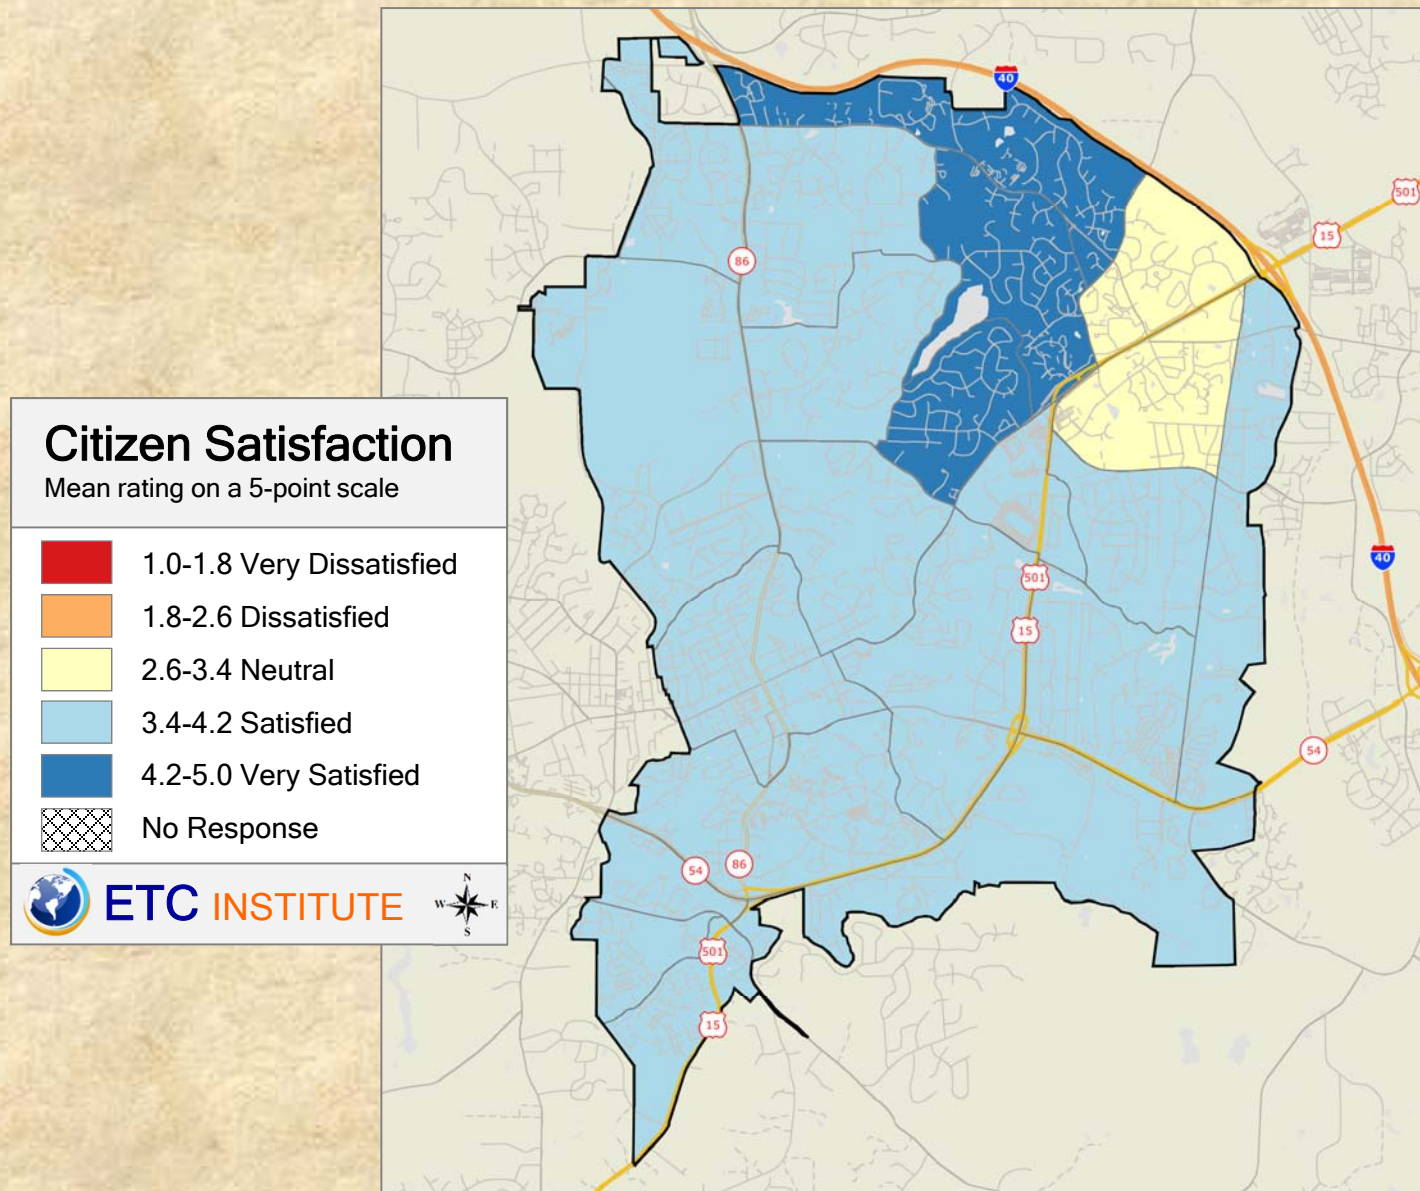 40
501
15
86
Citizen Satisfaction
Mean rating on a 5-point scale
1.0-1.8 Very Dissatisfied
1.8-2.6 Dissatisfied
2.6-3.4 Neutral
3.4-4.2 Satisfied
4.2-5.0 Very Satisfied
No Response
ETC INSTITUTE
N
W E
S
40
501
15
54
54
86
501
15